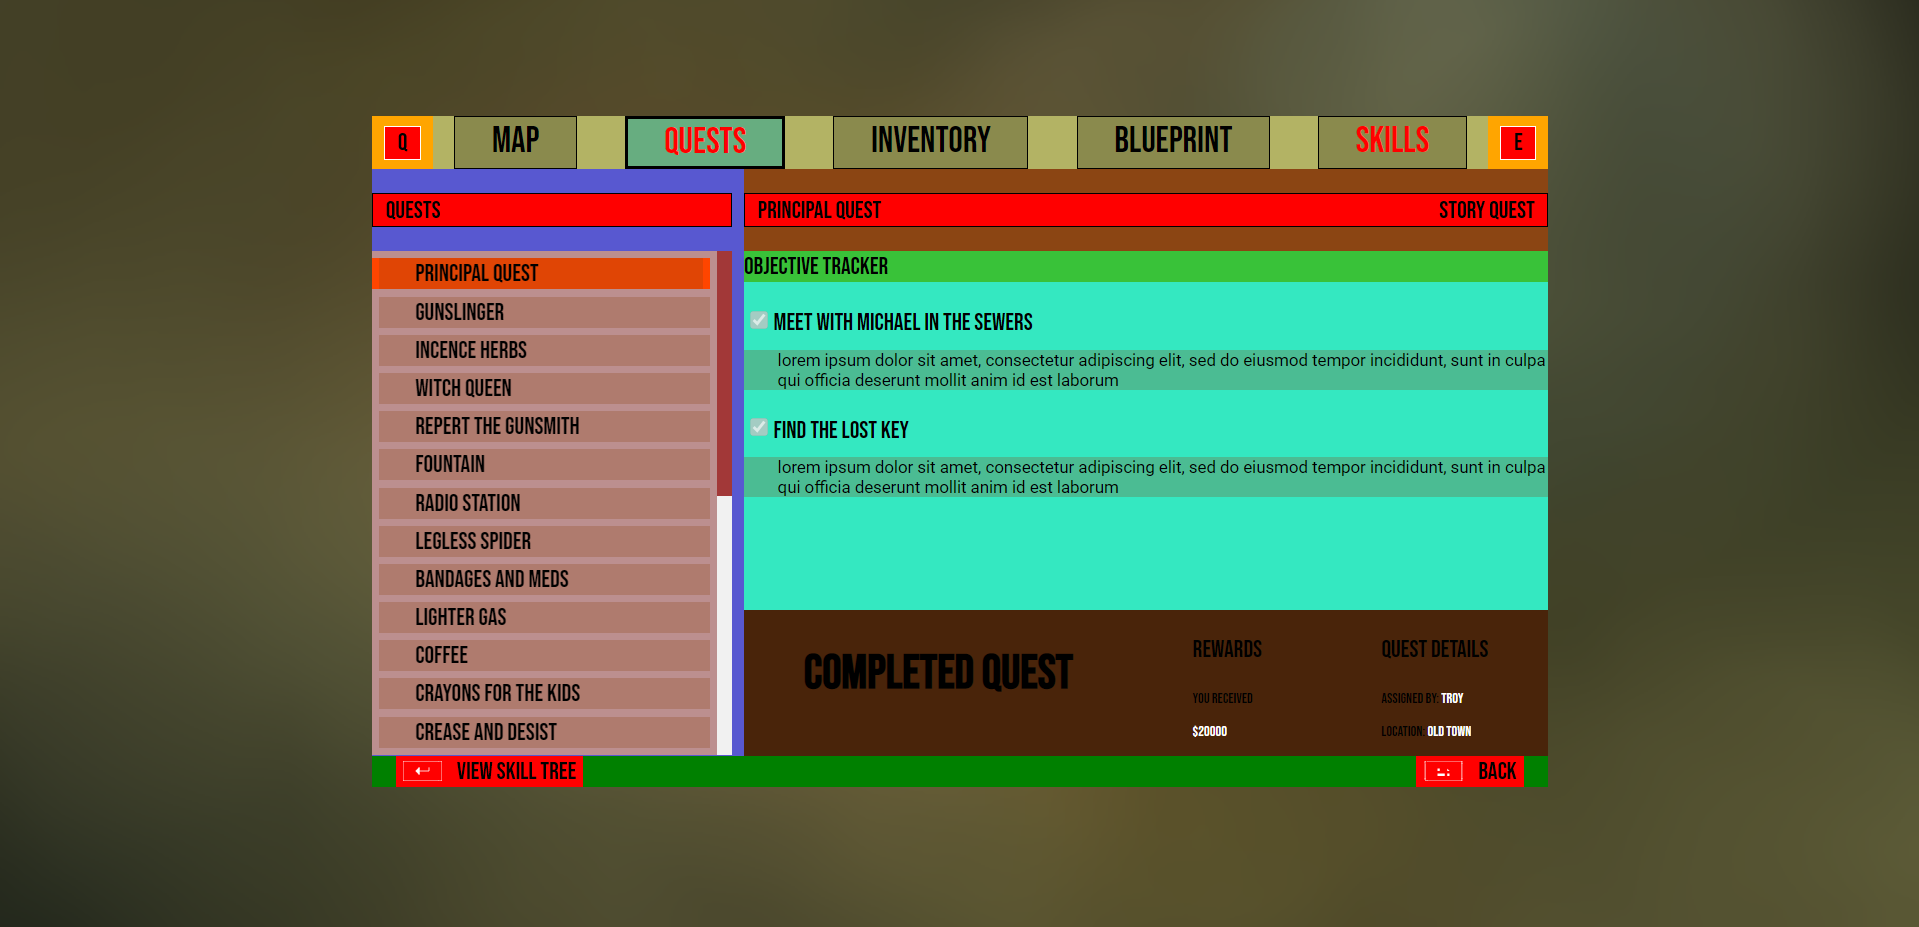 Q
MAP
QUESTS
INVENTORY
BLUEPRINT
SKILLS
E
QUESTS
PRINCIPAL QUEST
GUNSLINGER
INCENCE HERBS
WITCH QUEEN
REPERT THE GUNSMITH
FOUNTAIN
RADIO STATION
LEGLESS SPIDER
BANDAGES AND MEDS
LIGHTER GAS
COFFEE
CRAYONS FOR THE KIDS
CREASE AND DESIST
PRINCIPAL QUEST
STORY QUEST
OBJECTIVE TRACKER
MEET WITH MICHAEL IN THE SEWERS
lorem ipsum dolor sit amet, consectetur adipiscing elit, sed do eiusmod tempor incididunt, sunt in culpa
qui officia deserunt mollit anim id est laborum
FIND THE LOST KEY
lorem ipsum dolor sit amet, consectetur adipiscing elit, sed do eiusmod tempor incididunt, sunt in culpa
qui officia deserunt mollit anim id est laborum
COMPLETED QUEST
REWARDS
YOU RECEIVED
$20000
QUEST DETAILS
ASSIGNED BY: TROY
LOCATION: OLD TOWN
VIEW SKILL TREE
BACK